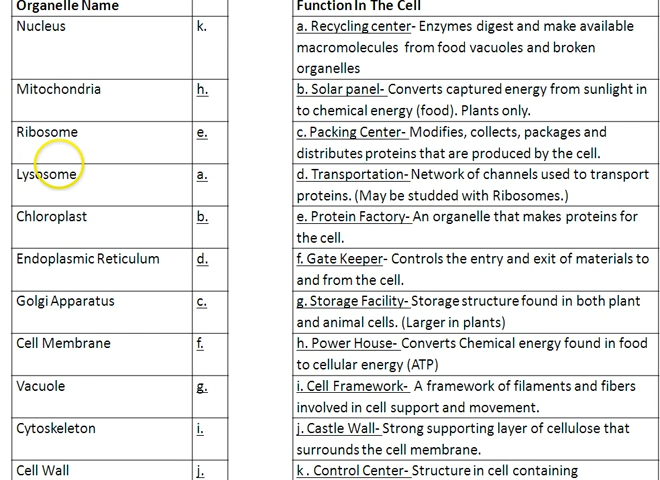 Organelle Name
Function In The Cell
Nucleus
k.
a. Recycling center- Enzymes digest and make available
macromolecules from food vacuoles and broken
organelles
Mitochondria
h.
b. Solar panel- Converts captured energy from sunlight in
to chemical energy (food). Plants only.
Ribosome
e.
c. Packing Center- Modifies, collects, packages and
distributes proteins that are produced by the cell.
Lysosome
a.
d. Transportation- Network of channels used to transport
proteins. (May be studded with Ribosomes.)
Chloroplast
b.
e. Protein Factory- An organelle that makes proteins for
the cell.
Endoplasmic Reticulum
d.
f. Gate Keeper- Controls the entry and exit of materials to
and from the cell.
Golgi Apparatus
c.
g. Storage Facility- Storage structure found in both plant
and animal cells. (Larger in plants)
Cell Membrane
f.
h. Power House- Converts Chemical energy found in food
to cellular energy (ATP)
Vacuole
g.
i. Cell Framework- A framework of filaments and fibers
involved in cell support and movement.
Cytoskeleton
i.
j. Castle Wall- Strong supporting layer of cellulose that
surrounds the cell membrane.
Cell Wall
j.
k . Control Center- Structure in cell containing